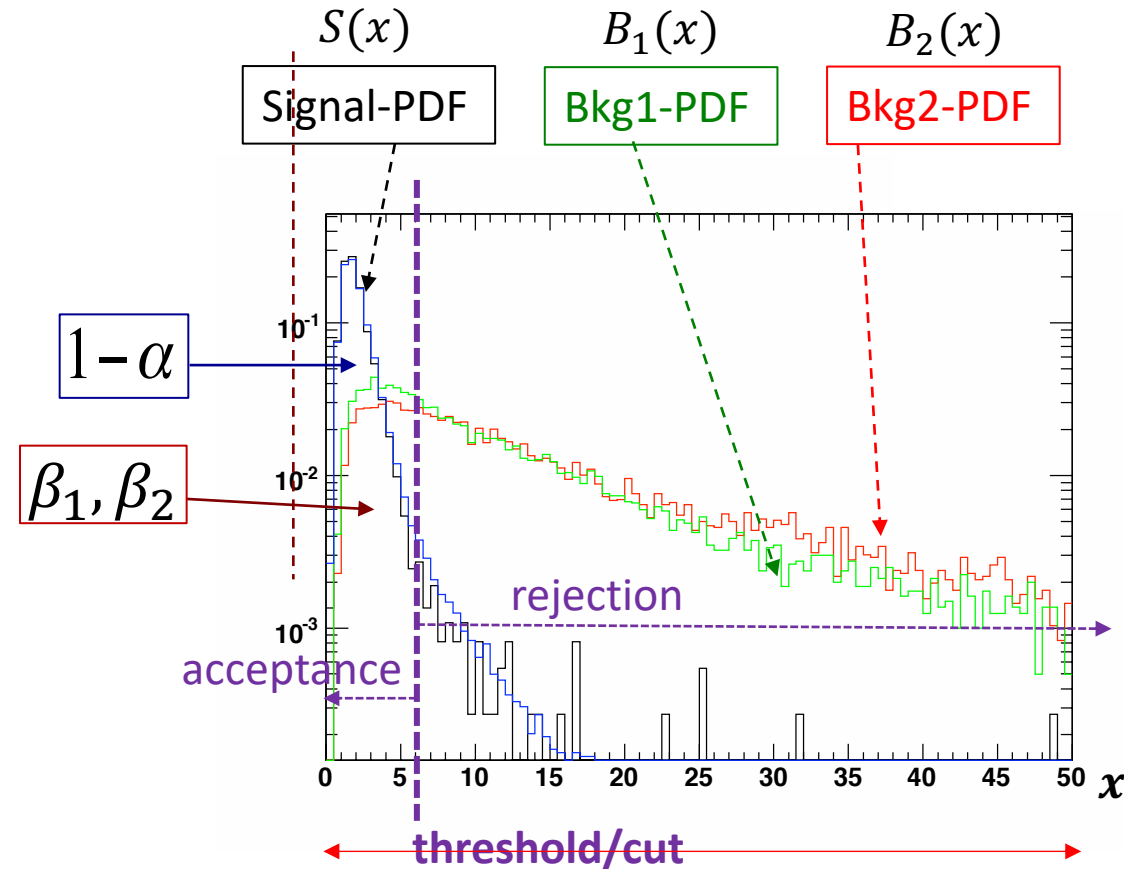 S(x) B₁(x) B₂(x)
Signal-PDF Bkg1-PDF Bkg2-PDF
10⁻¹
1−α
10⁻²
β₁, β₂
rejection
10⁻³
acceptance
0 5 10 15 20 25 30 35 40 45 50 x
threshold/cut